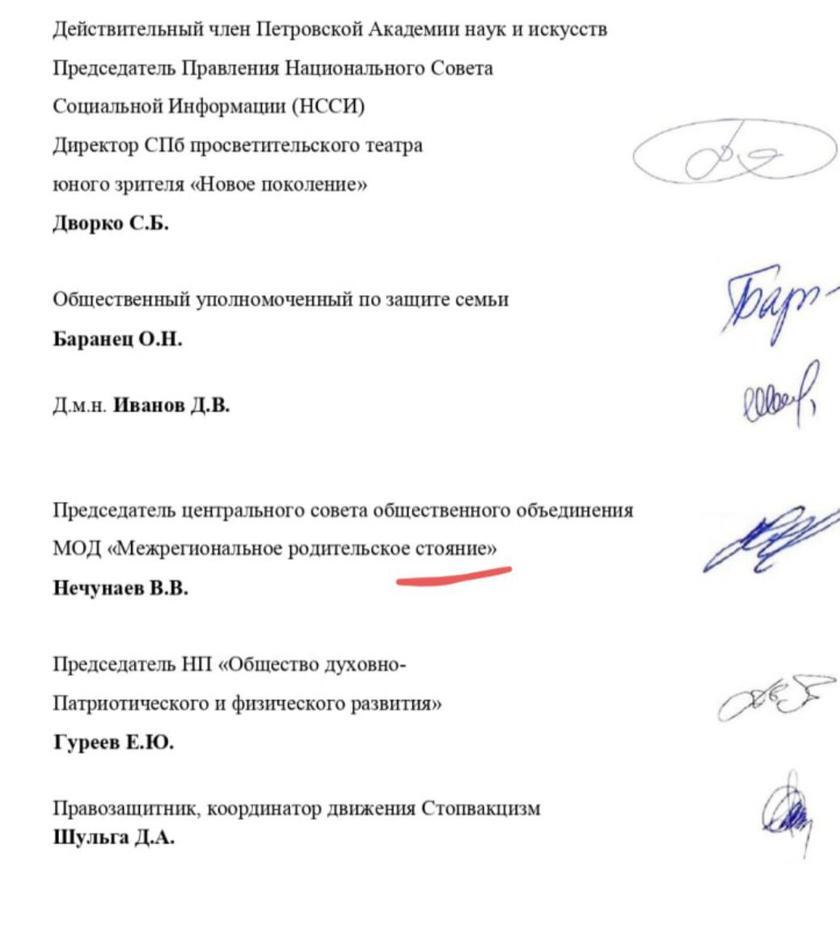 Действительный член Петровской Академии наук и искусств
Председатель Правления Национального Совета
Социальной Информации (НССИ)
Директор СПб просветительского театра
юного зрителя «Новое поколение»
Дворко С.Б.
Общественный уполномоченный по защите семьи
Баранец О.Н.
Д.м.н. Иванов Д.В.
Председатель центрального совета общественного объединения
МОД «Межрегиональное родительское стояние»
Нечунаев В.В.
Председатель НП «Общество духовно-
Патриотического и физического развития»
Гуреев Е.Ю.
Правозащитник, координатор движения Стопвакцизм
Шульга Д.А.